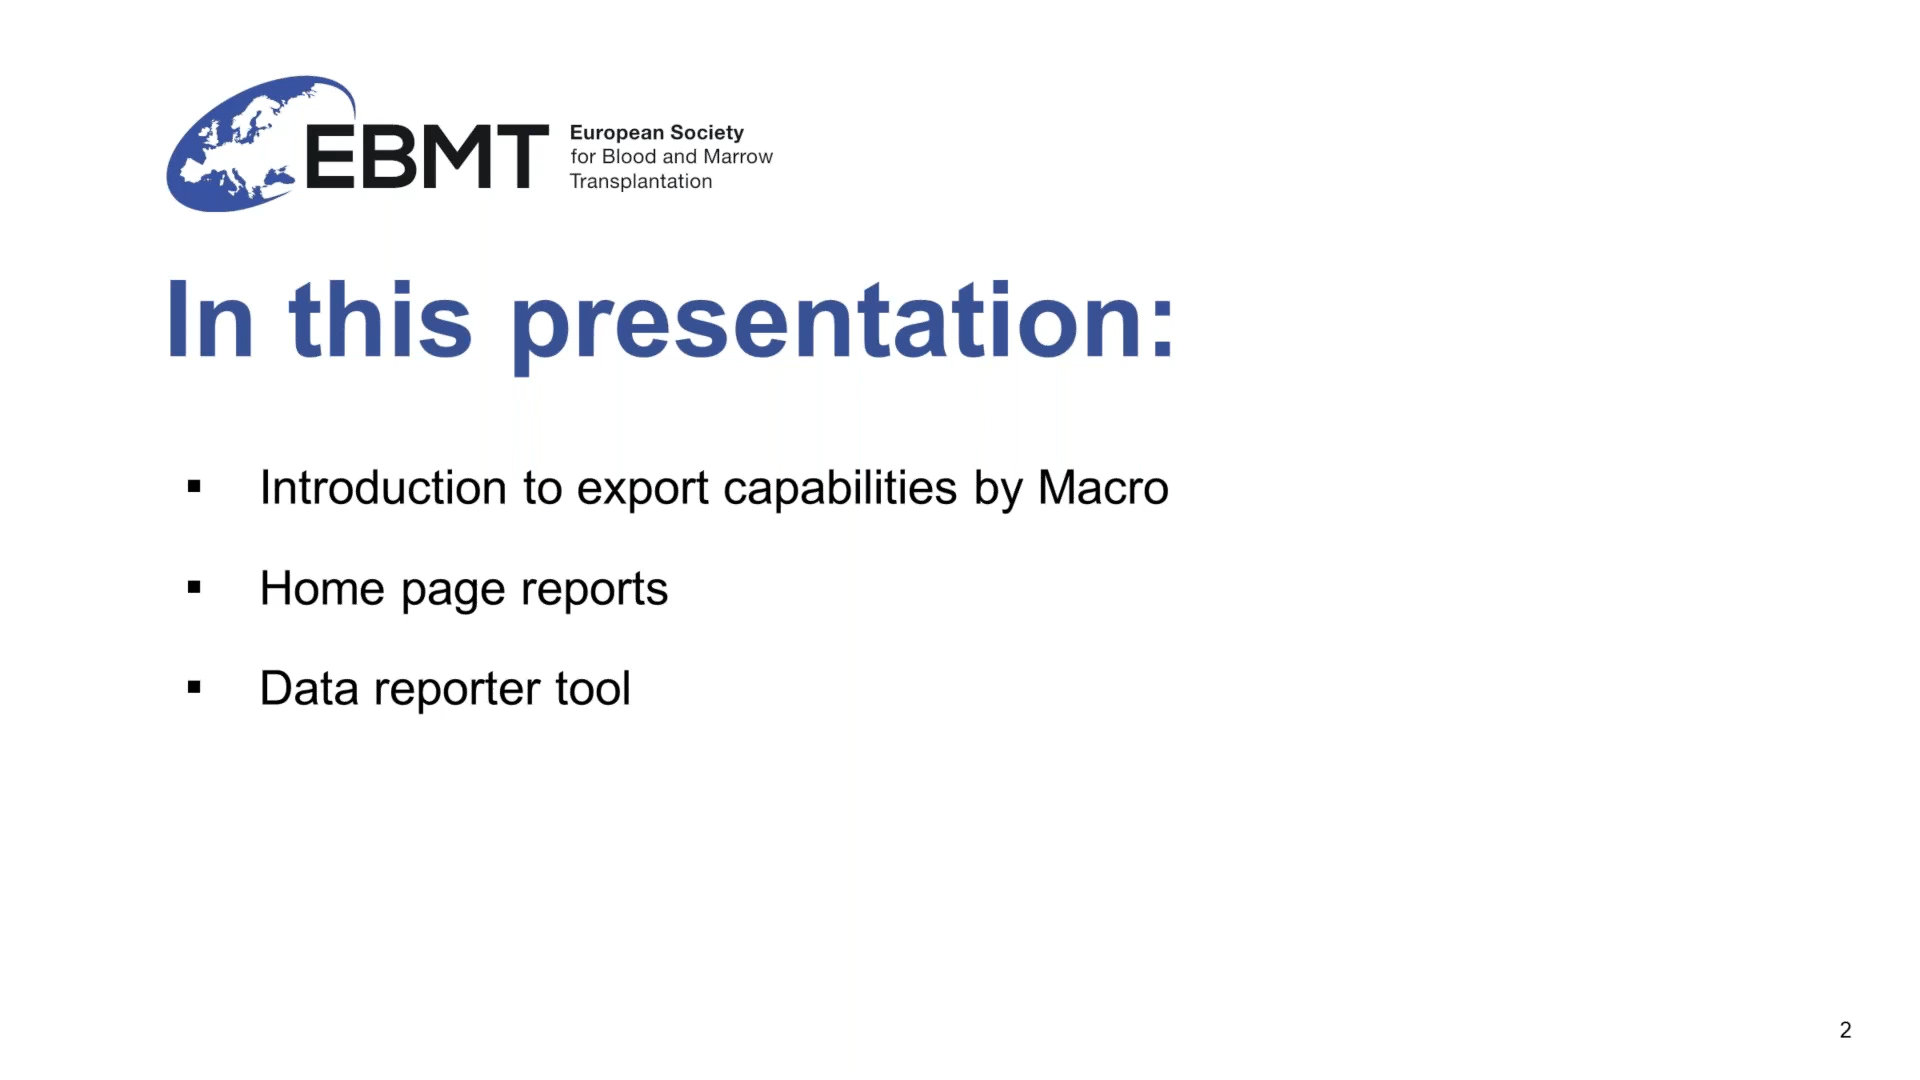 EBMT
European Society
for Blood and Marrow
Transplantation
In this presentation:
▪ Introduction to export capabilities by Macro
▪ Home page reports
▪ Data reporter tool
2